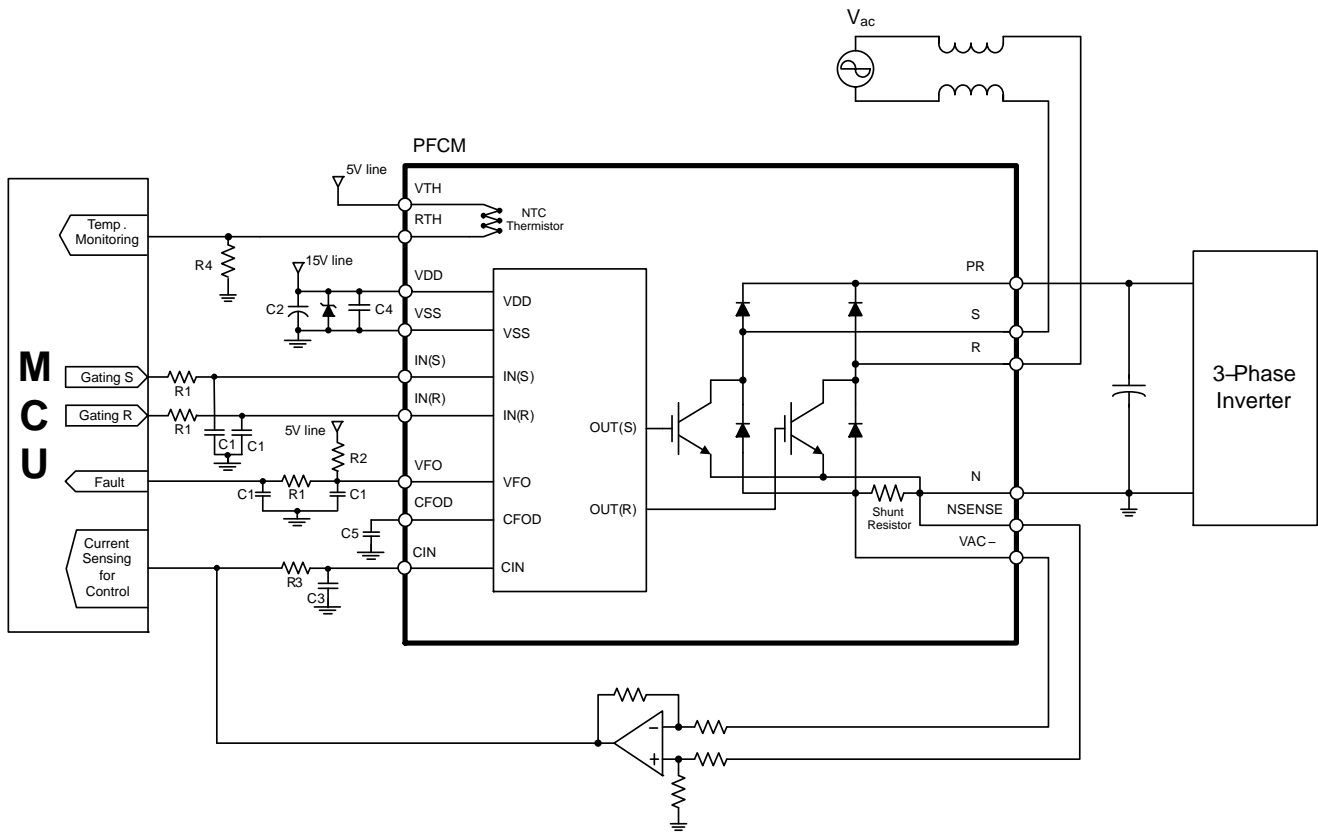 Vac
PFCM
5V line
VTH
NTC
Thermistor
RTH
Temp .
Monitoring
R4
15V line
VDD
C2
C4
VSS
VDD
VSS
PR
S
R
M
C
U
Gating S
R1
IN(S)
IN(S)
Gating R
R1
IN(R)
IN(R)
C1
C1
5V line
R2
OUT(S)
3–Phase
Inverter
Fault
C1
R1
C1
VFO
VFO
CFOD
CFOD
C5
OUT(R)
Shunt
Resistor
N
NSENSE
VAC –
Current
Sensing
for
Control
R3
C3
CIN
CIN
–
+